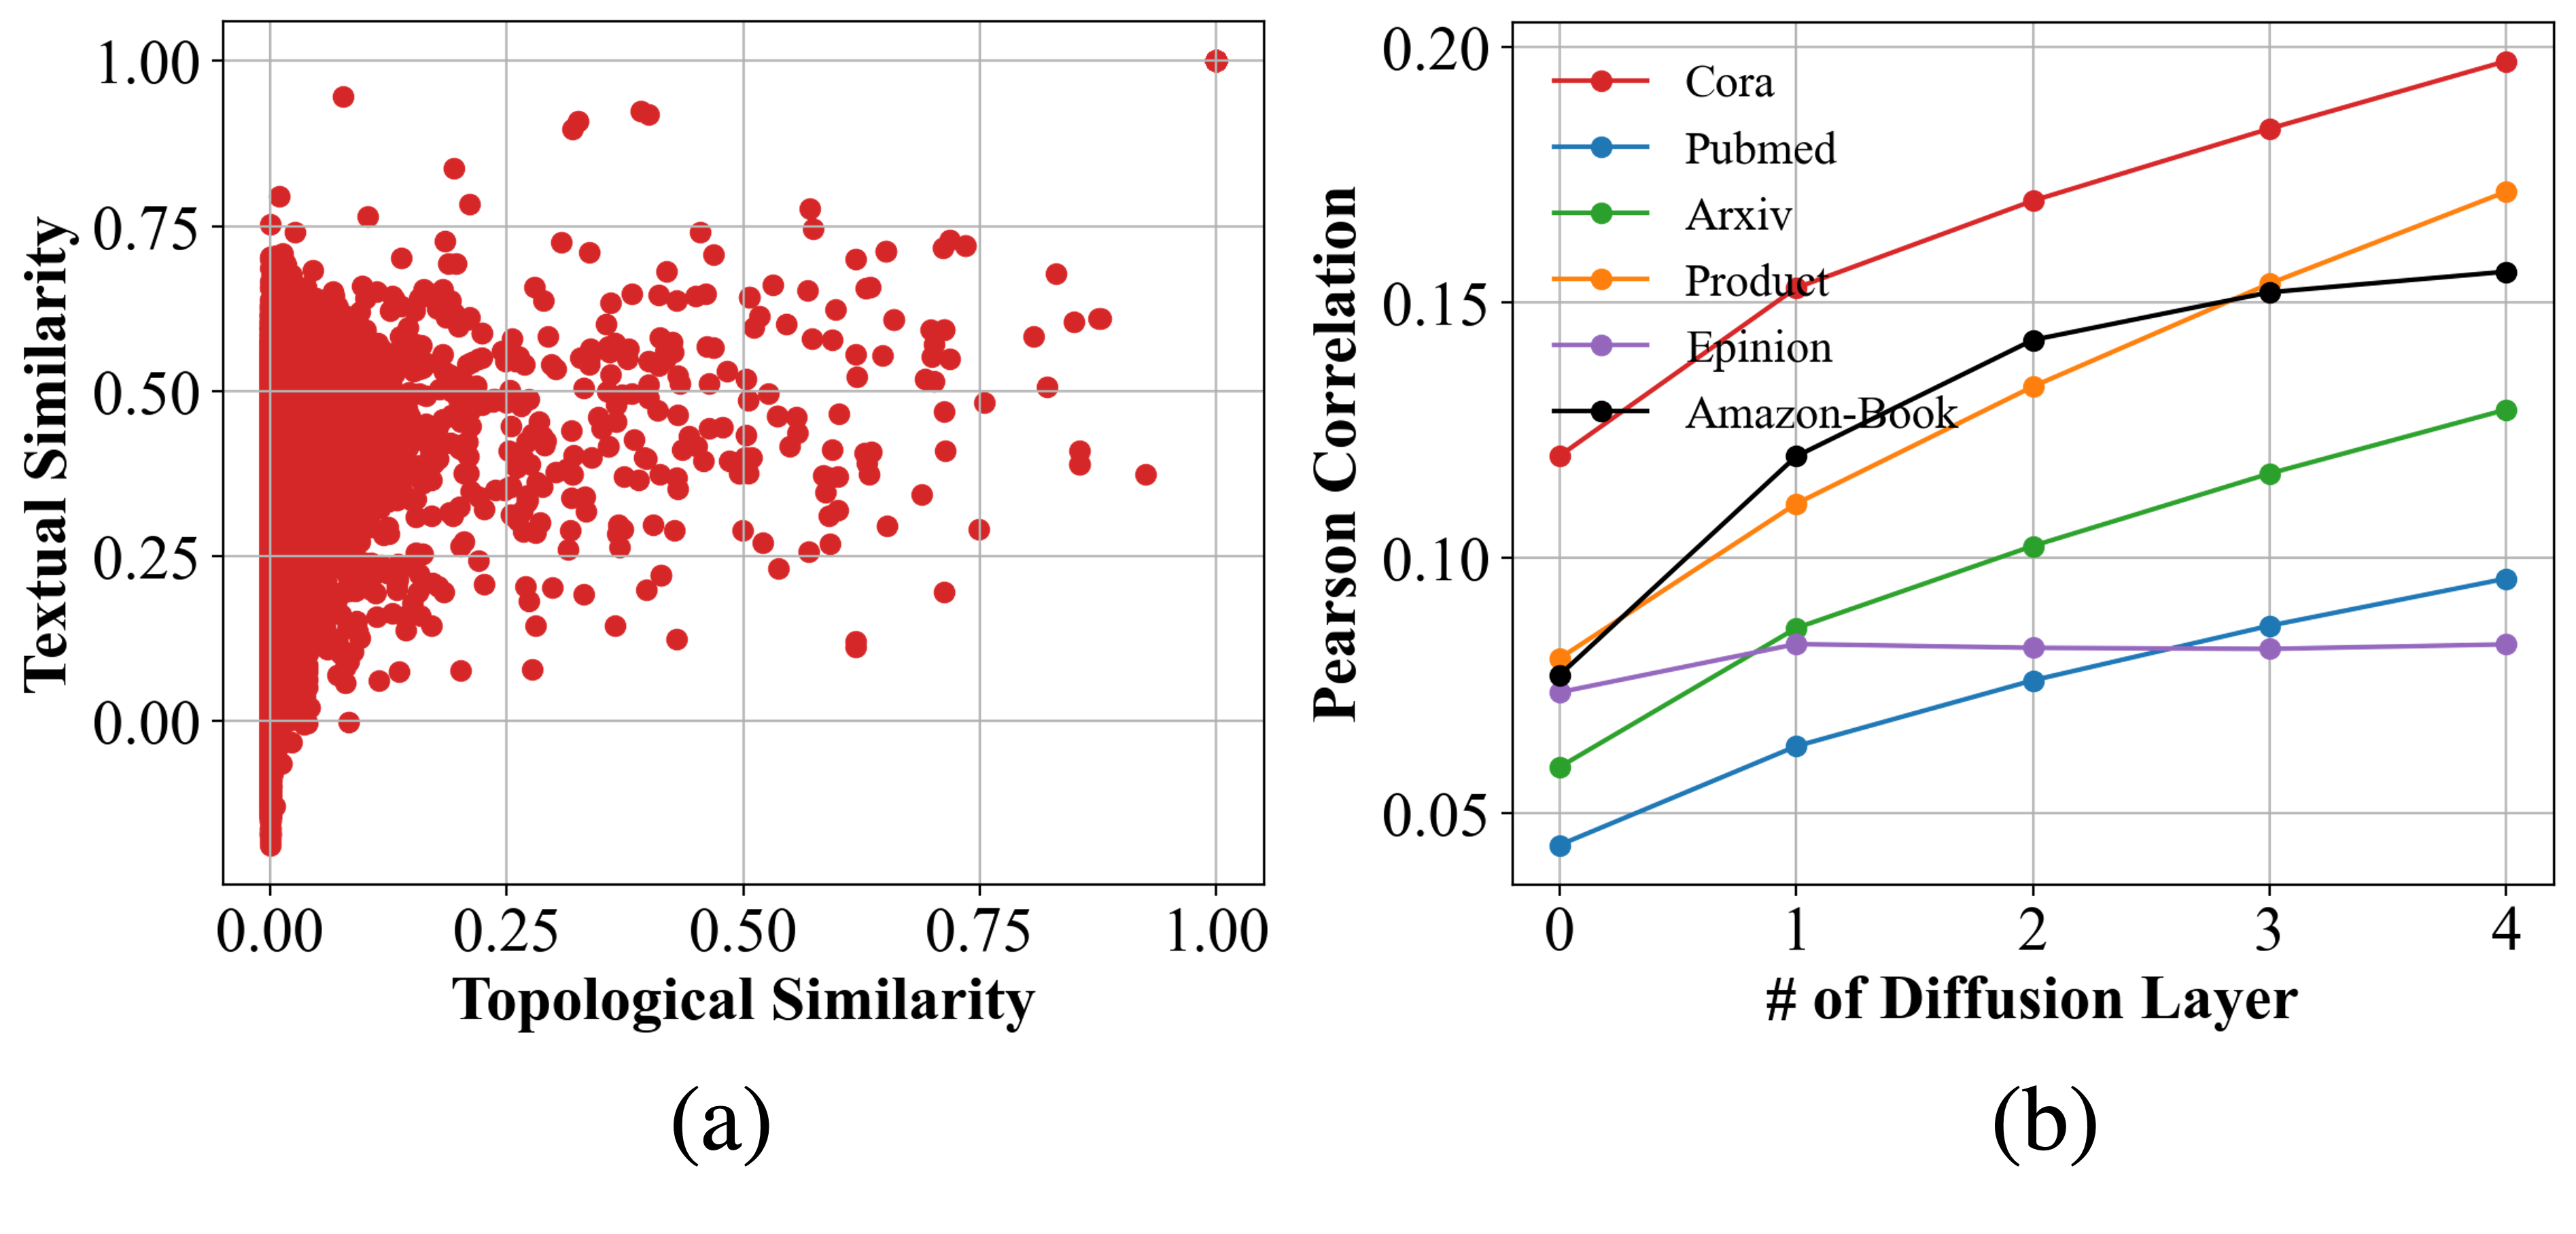 1.00
0.75
0.50
0.25
0.00
Textual Similarity
0.00 0.25 0.50 0.75 1.00
Topological Similarity
(a)
0.20
0.15
0.10
0.05
Pearson Correlation
Cora
Pubmed
Arxiv
Product
Epinion
Amazon-Book
0 1 2 3 4
# of Diffusion Layer
(b)